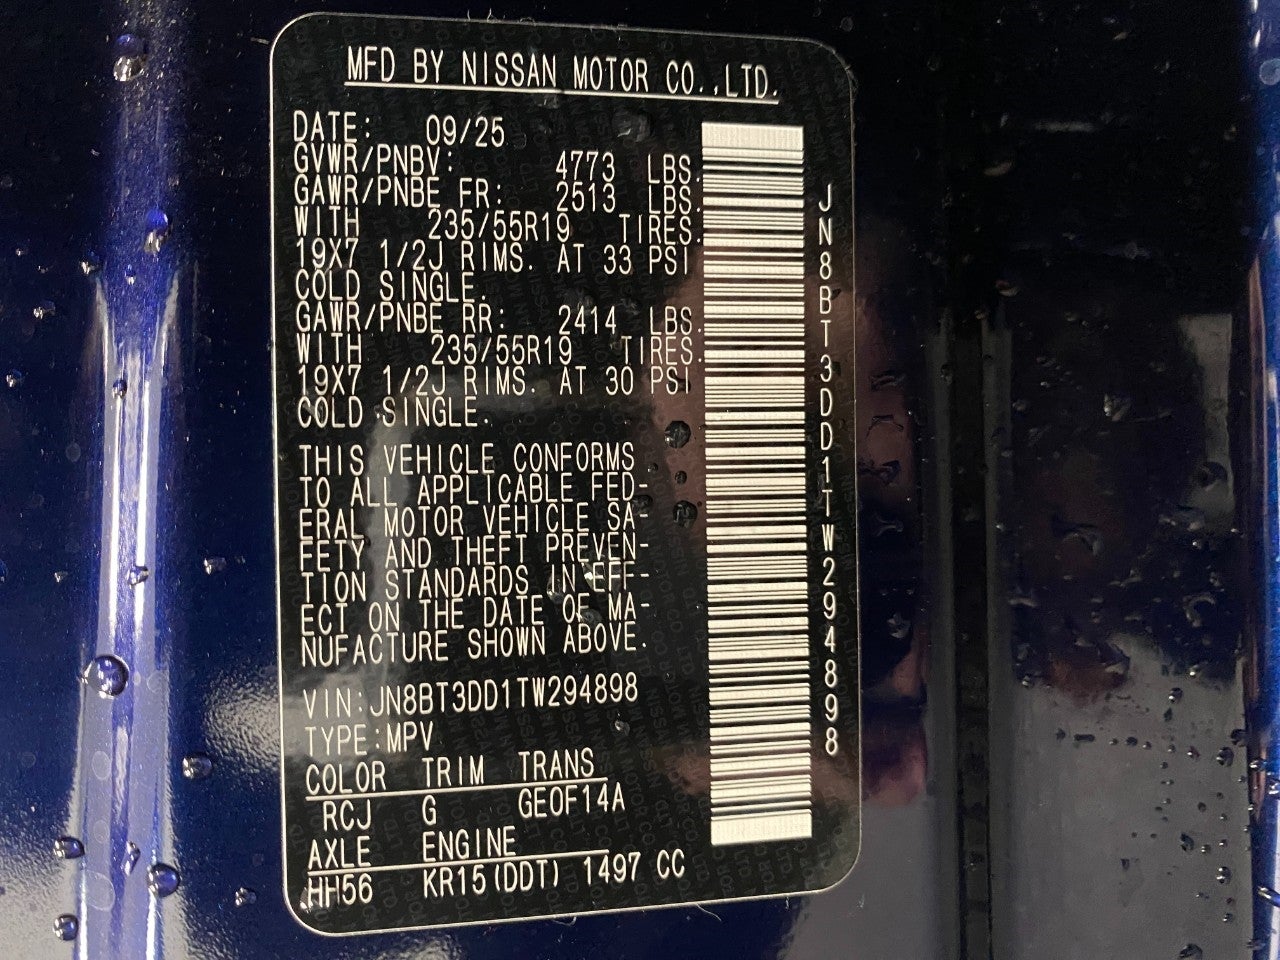 MFD BY NISSAN MOTOR CO.,LTD.
DATE: 09/25
GVWR/PNBV: 4773 LBS.
GAWR/PNBE FR: 2513 LBS.
WITH 235/55R19 TIRES.
19X7 1/2J RIMS. AT 33 PSI
COLD SINGLE.
GAWR/PNBE RR: 2414 LBS.
WITH 235/55R19 TIRES.
19X7 1/2J RIMS. AT 30 PSI
COLD SINGLE.
THIS VEHICLE CONFORMS
TO ALL APPLICABLE FED-
ERAL MOTOR VEHICLE SA-
FETY AND THEFT PREVEN-
TION STANDARDS IN EFF-
ECT ON THE DATE OF MA-
NUFACTURE SHOWN ABOVE.
VIN:JN8BT3DD1TW294898
TYPE:MPV
COLOR TRIM TRANS
RCJ G GE0F14A
AXLE ENGINE
HH56 KR15(DDT) 1497 CC
JN8BT3DD1TW294898